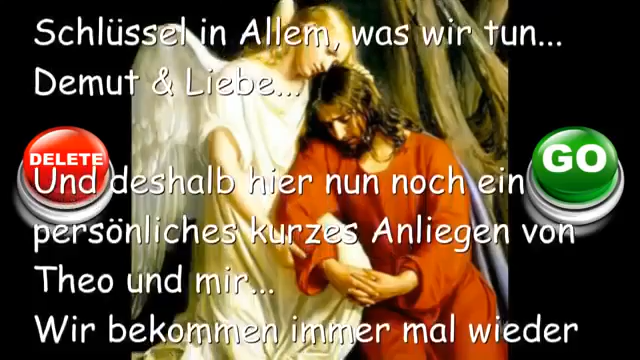 Schlüssel in Allem, was wir tun...
Demut & Liebe...
DELETE
GO
Und deshalb hier nun noch ein
persönliches kurzes Anliegen von
Theo und mir...
Wir bekommen immer mal wieder